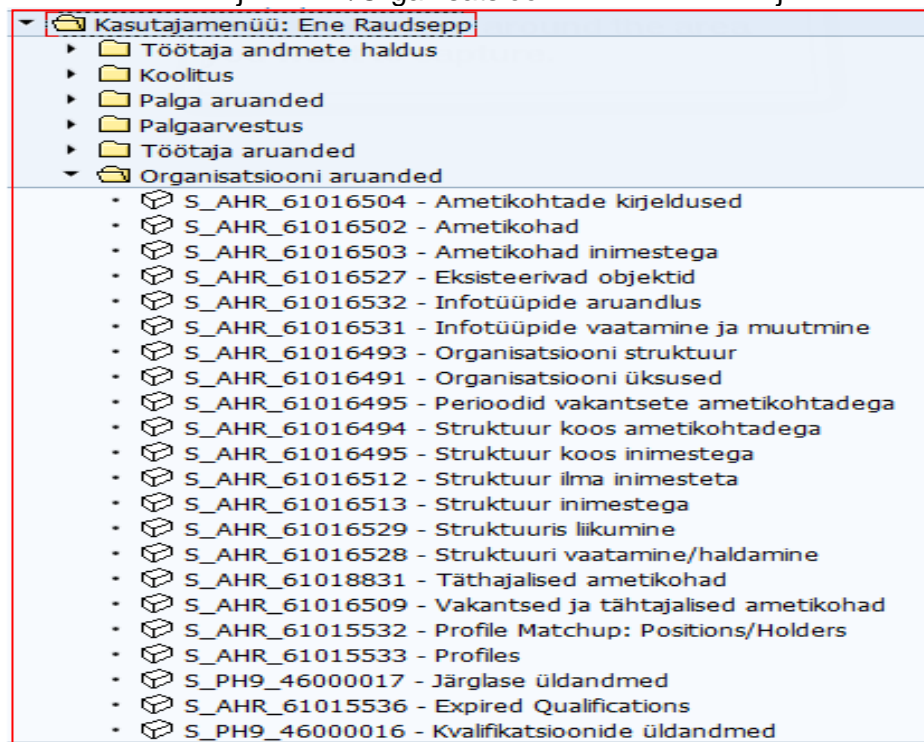 Kasutajamenüü: Ene Raudsepp
Töötaja andmete haldus
Koolitus
Palga aruanded
Palgaarvestus
Töötaja aruanded
Organisatsiooni aruanded
S_AHR_61016504 - Ametikohtade kirjeldused
S_AHR_61016502 - Ametikohad
S_AHR_61016503 - Ametikohad inimestega
S_AHR_61016527 - Eksisteerivad objektid
S_AHR_61016532 - Infotüüpide aruandlus
S_AHR_61016531 - Infotüüpide vaatamine ja muutmine
S_AHR_61016493 - Organisatsiooni struktuur
S_AHR_61016491 - Organisatsiooni üksused
S_AHR_61016495 - Perioodid vakantsete ametikohtadega
S_AHR_61016494 - Struktuur koos ametikohtadega
S_AHR_61016495 - Struktuur koos inimestega
S_AHR_61016512 - Struktuur ilma inimesteta
S_AHR_61016513 - Struktuur inimestega
S_AHR_61016529 - Struktuuris liikumine
S_AHR_61016528 - Struktuuri vaatamine/haldamine
S_AHR_61018831 - Täthajalised ametikohad
S_AHR_61016509 - Vakantsed ja tähtajalised ametikohad
S_AHR_61015532 - Profile Matchup: Positions/Holders
S_AHR_61015533 - Profiles
S_PH9_46000017 - Järglase üldandmed
S_AHR_61015536 - Expired Qualifications
S_PH9_46000016 - Kvalifikatsioonide üldandmed